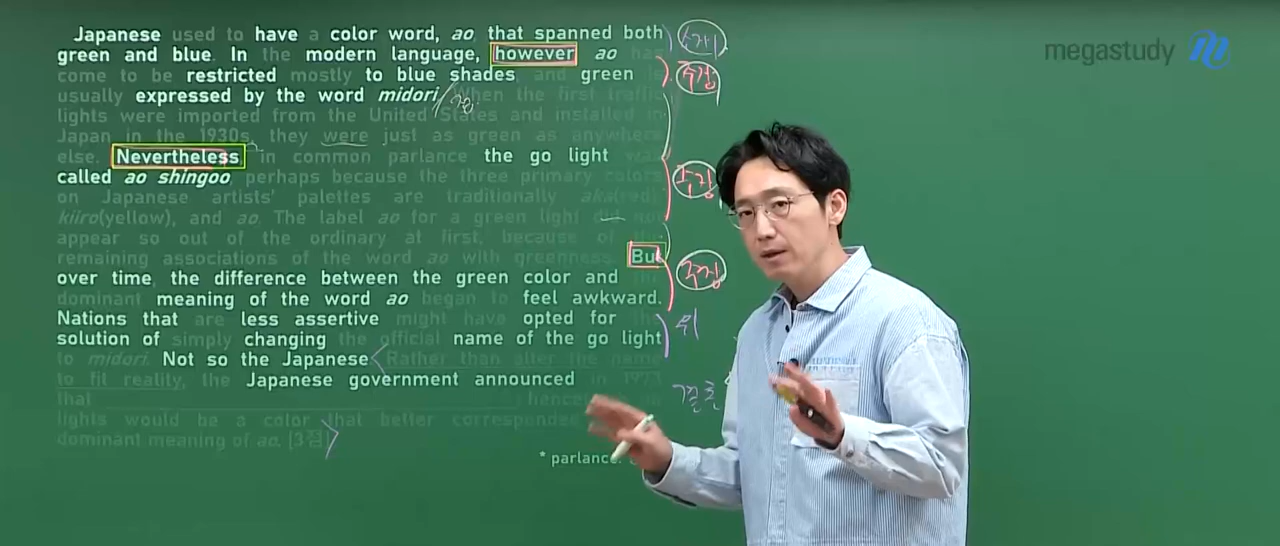 Japanese used to have a color word, ao, that spanned both
green and blue. In the modern language, however ao has
come to be restricted mostly to blue shades, and green is
usually expressed by the word midori. When the first traffic
lights were imported from the United States and installed in
Japan in the 1930s, they were just as green as anywhere
else. Nevertheless in common parlance the go light was
called ao shingoo, perhaps because the three primary colors
on Japanese artists' palettes are traditionally aka(red),
kiiro(yellow), and ao. The label ao for a green light did not
appear so out of the ordinary at first, because of the
remaining associations of the word ao with greenness. But
over time, the difference between the green color and the
dominant meaning of the word ao began to feel awkward.
Nations that are less assertive might have opted for the
solution of simply changing the official name of the go light
to midori. Not so the Japanese. Rather than alter the name
to fit reality, the Japanese government announced in 1973
that henceforth
lights would be a color that better corresponded
dominant meaning of ao. [3점]
* parlance:
megastudy
수정
수정